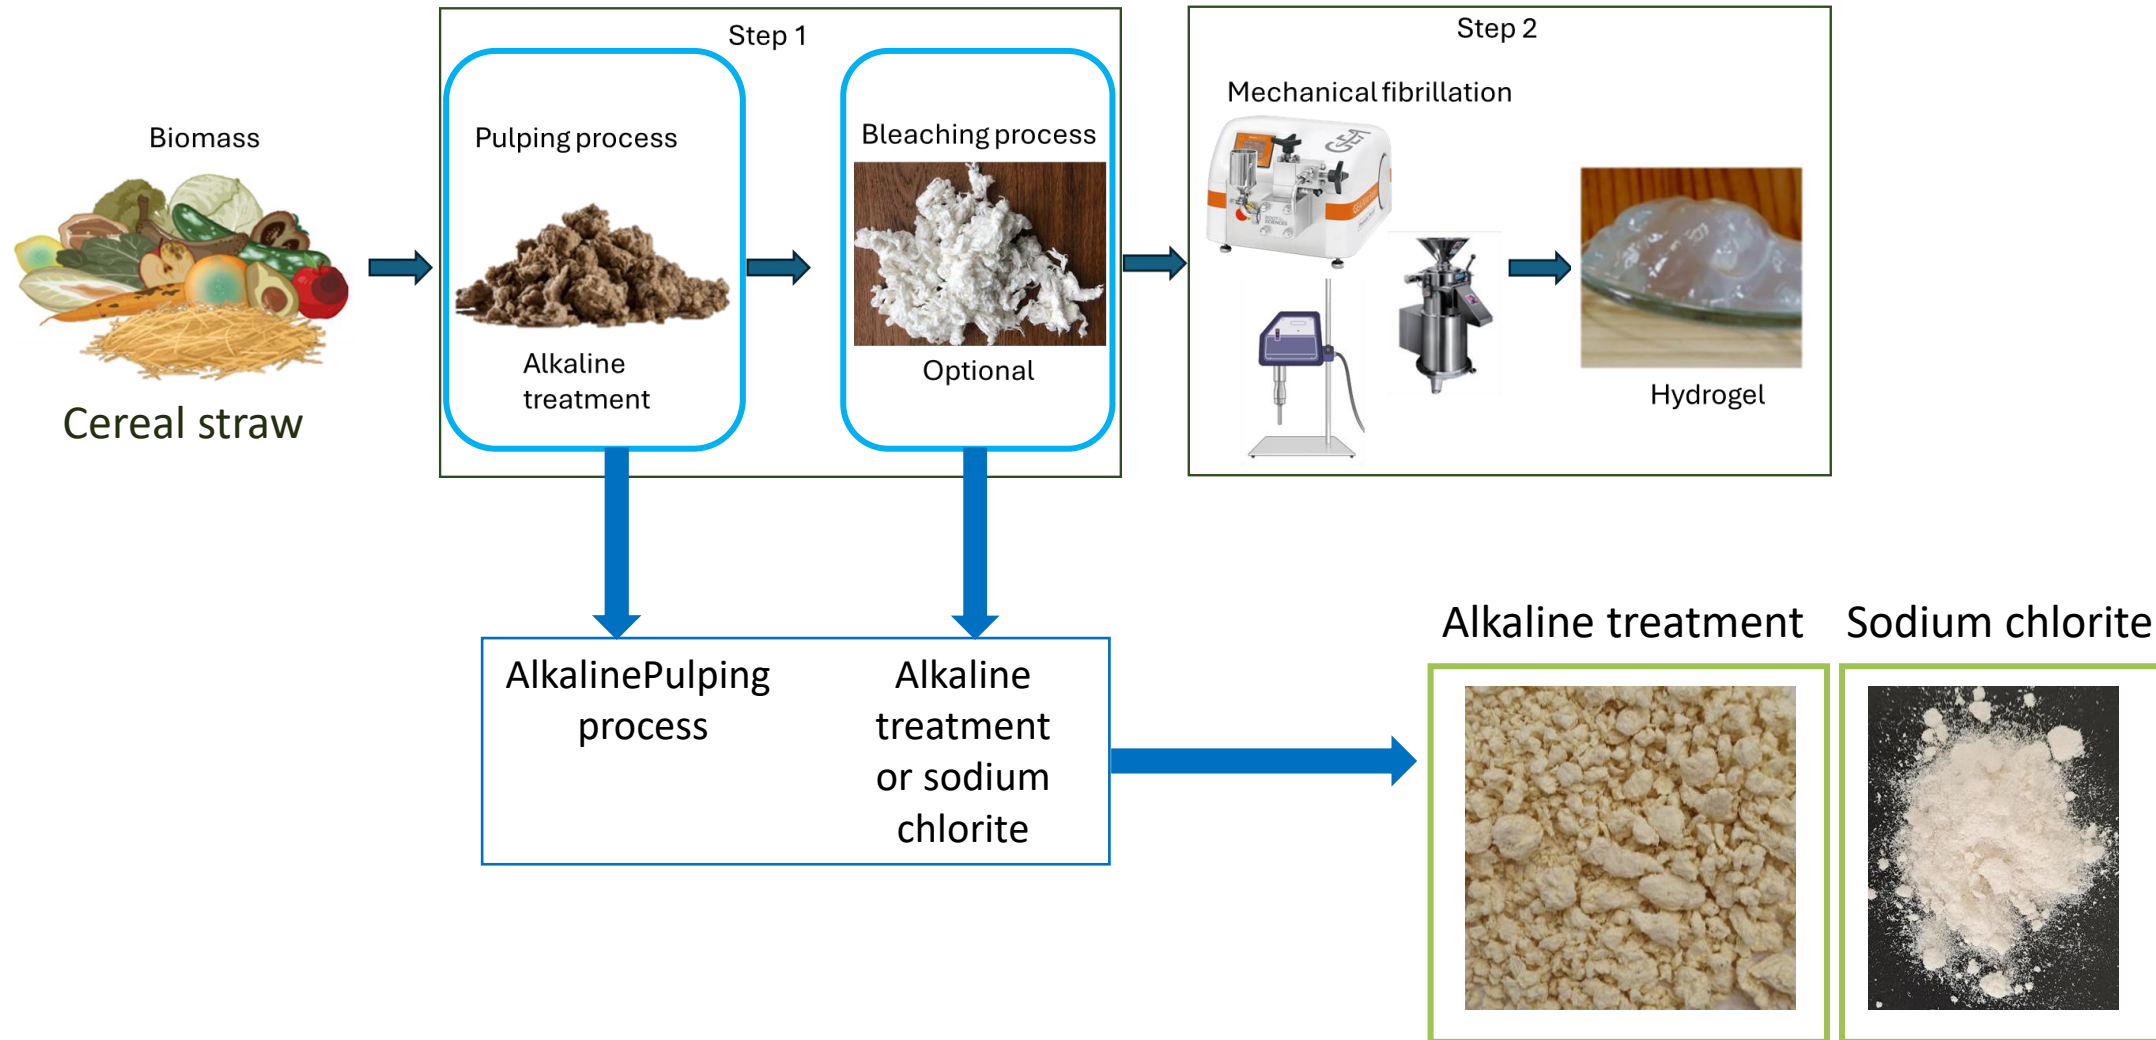 Step 1
Step 2
Biomass
Pulping process
Bleaching process
Mechanical fibrillation
GEA
Alkaline
treatment
Optional
Hydrogel
Cereal straw
AlkalinePulping
process
Alkaline
treatment
or sodium
chlorite
Alkaline treatment
Sodium chlorite